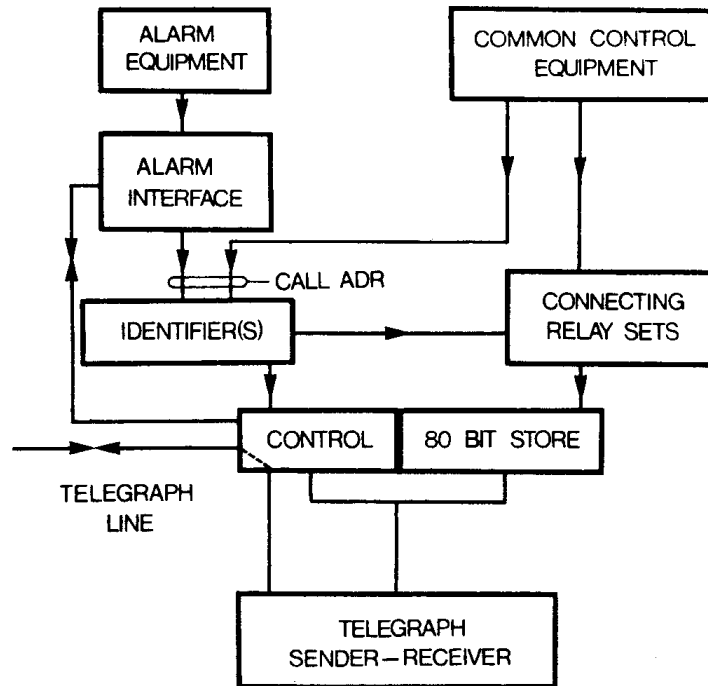 ALARM
EQUIPMENT
COMMON CONTROL
EQUIPMENT
ALARM
INTERFACE
CALL ADR
IDENTIFIER(S)
CONNECTING
RELAY SETS
CONTROL
80 BIT STORE
TELEGRAPH
LINE
TELEGRAPH
SENDER-RECEIVER